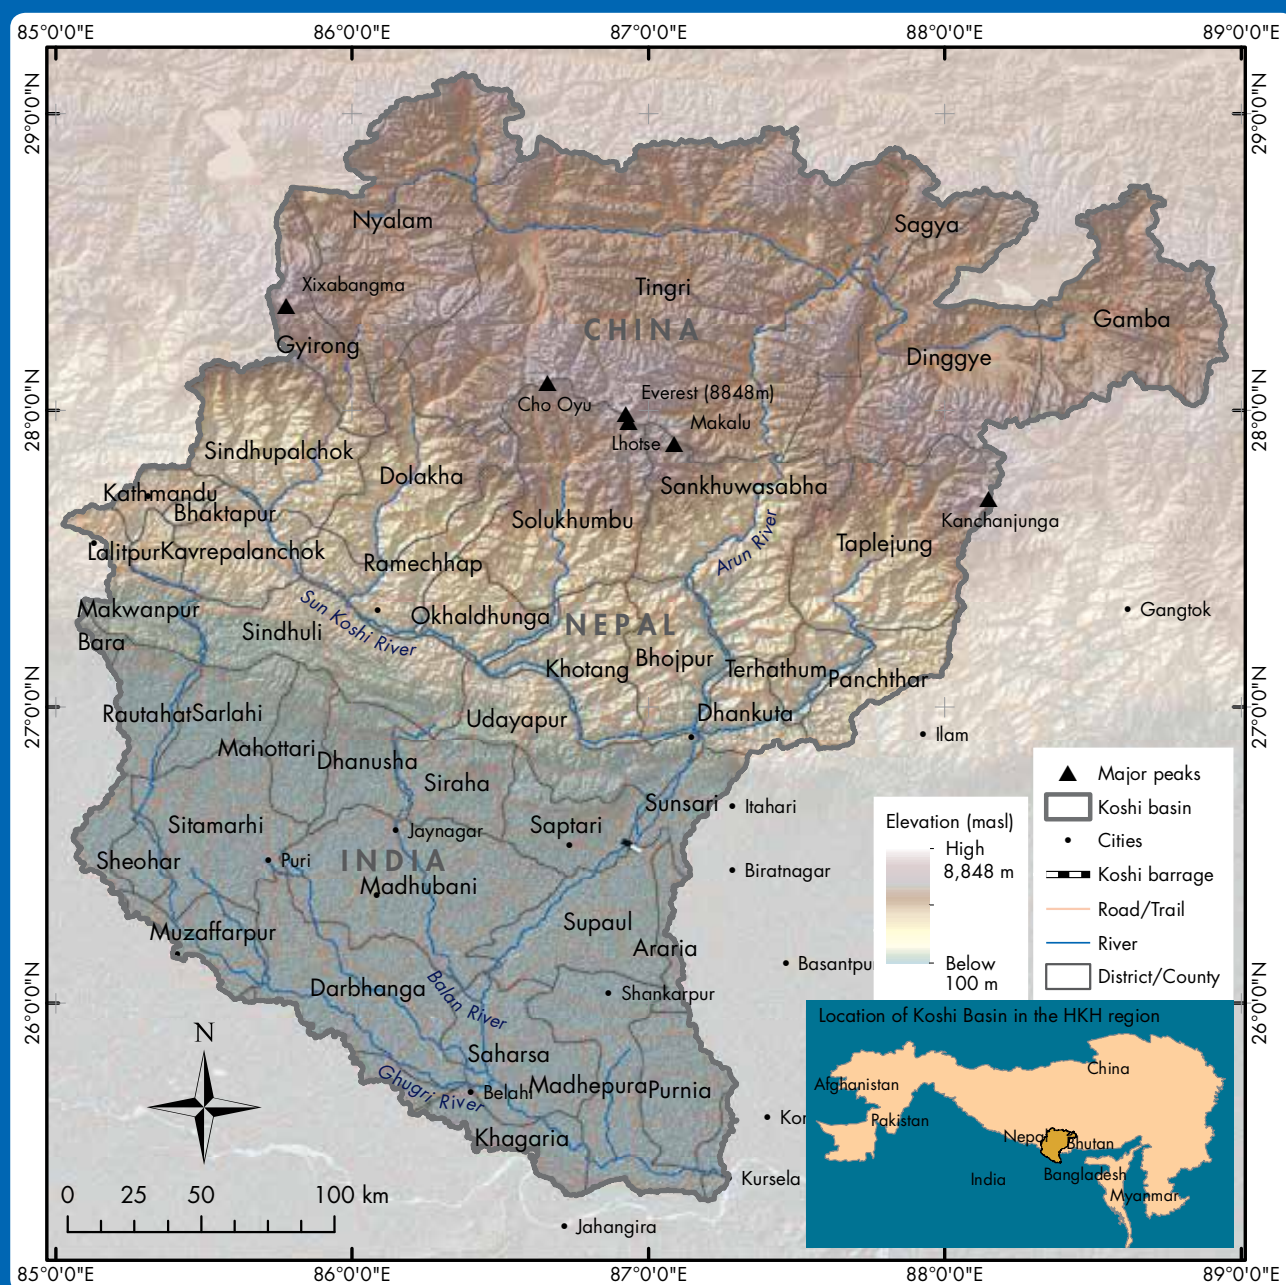 85°0'0"E
86°0'0"E
87°0'0"E
88°0'0"E
89°0'0"E
29°0'0"N
29°0'0"N
Nyalam
Sagya
Xixabangma
Tingri
Gamba
CHINA
Gyirong
Dinggye
28°0'0"N
28°0'0"N
Everest (8848m)
Cho Oyu
Makalu
Lhotse
Sindhupalchok
Dolakha
Sankhuwasabha
Kathmandu
Bhaktapur
Solukhumbu
Kanchanjunga
Arun River
Taplejung
Lalitpur
Kavrepalanchok
Ramechhap
Makwanpur
Sun Koshi River
Okhaldhunga
NEPAL
Gangtok
Bara
Sindhuli
Khotang
Bhojpur
Terhathum
Panchthar
27°0'0"N
27°0'0"N
Rautahat
Sarlahi
Udayapur
Dhankuta
Ilam
Mahottari
Dhanusha
Siraha
Sunsari
Itahari
Sitamarhi
Jaynagar
Saptari
Sheohar
Puri
INDIA
Biratnagar
Madhubani
Muzaffarpur
Supaul
Araria
Basantpu
Darbhanga
Balan River
Shankarpur
26°0'0"N
26°0'0"N
Saharsa
Ghugri River
Belahi
Madhepura
Purnia
Khagaria
Kor
Kursela
Jahangira
N
0 25 50 100 km
Major peaks
Koshi basin
Cities
Koshi barrage
Road/Trail
River
District/County
Elevation (masl)
High
8,848 m
Below
100 m
Location of Koshi Basin in the HKH region
China
Afghanistan
Pakistan
Nepal
Bhutan
India
Bangladesh
Myanmar
85°0'0"E
86°0'0"E
87°0'0"E
88°0'0"E
89°0'0"E